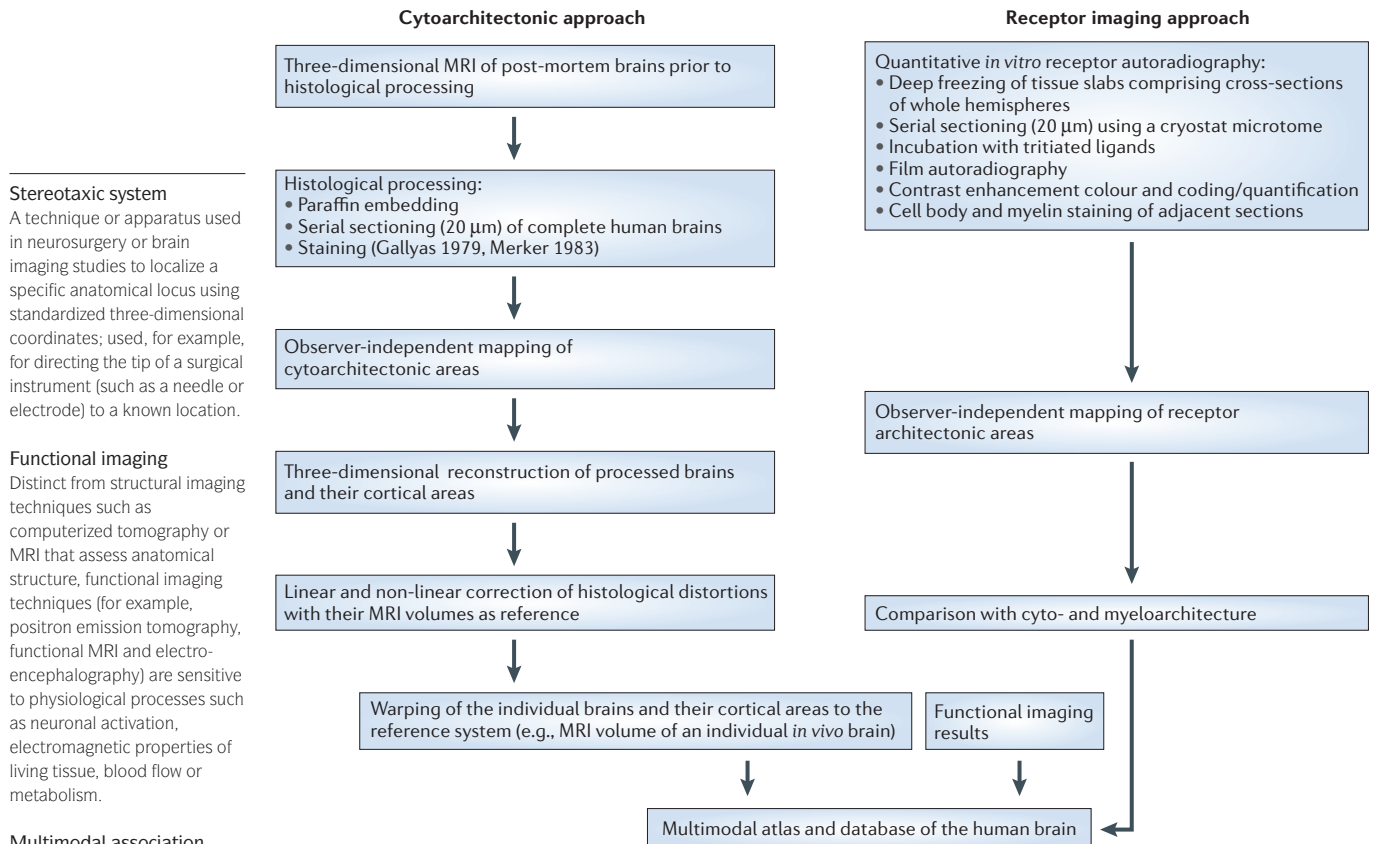 Cytoarchitectonic approach
Three-dimensional MRI of post-mortem brains prior to
histological processing
Histological processing:
• Paraffin embedding
• Serial sectioning (20 μm) of complete human brains
• Staining (Gallyas 1979, Merker 1983)
Observer-independent mapping of
cytoarchitectonic areas
Three-dimensional reconstruction of processed brains
and their cortical areas
Linear and non-linear correction of histological distortions
with their MRI volumes as reference
Warping of the individual brains and their cortical areas to the
reference system (e.g., MRI volume of an individual in vivo brain)
Receptor imaging approach
Quantitative in vitro receptor autoradiography:
• Deep freezing of tissue slabs comprising cross-sections
of whole hemispheres
• Serial sectioning (20 μm) using a cryostat microtome
• Incubation with tritiated ligands
• Film autoradiography
• Contrast enhancement colour and coding/quantification
• Cell body and myelin staining of adjacent sections
Observer-independent mapping of receptor
architectonic areas
Comparison with cyto- and myeloarchitecture
Functional imaging
results
Multimodal atlas and database of the human brain
Stereotaxic system
A technique or apparatus used
in neurosurgery or brain
imaging studies to localize a
specific anatomical locus using
standardized three-dimensional
coordinates; used, for example,
for directing the tip of a surgical
instrument (such as a needle or
electrode) to a known location.
Functional imaging
Distinct from structural imaging
techniques such as
computerized tomography or
MRI that assess anatomical
structure, functional imaging
techniques (for example,
positron emission tomography,
functional MRI and electro-
encephalography) are sensitive
to physiological processes such
as neuronal activation,
electromagnetic properties of
living tissue, blood flow or
metabolism.
Multimodal association